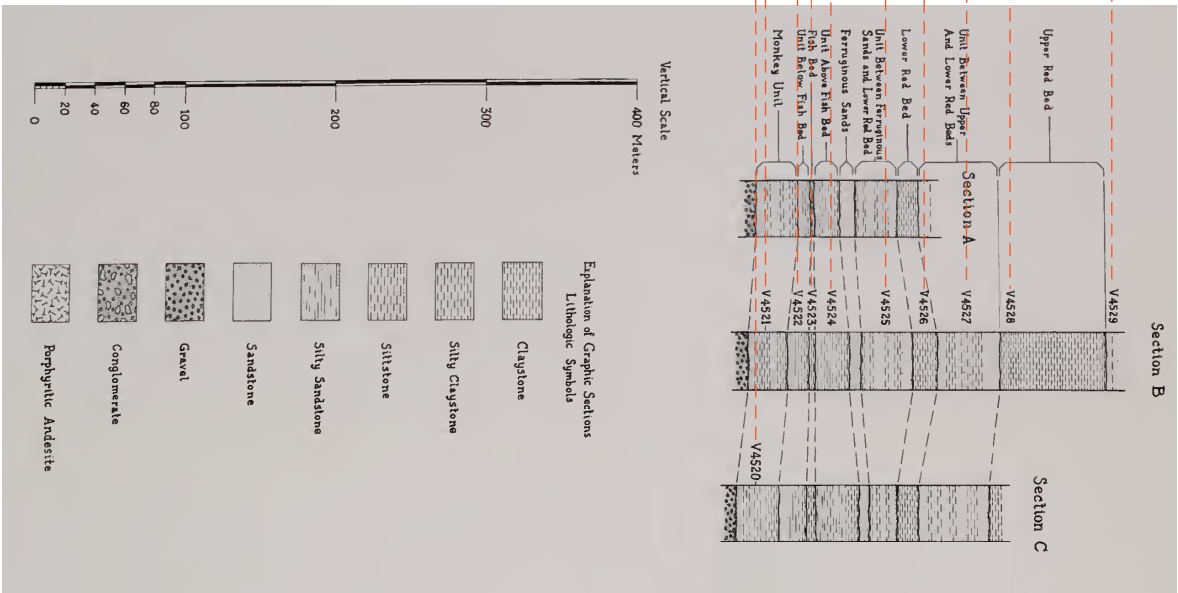 Upper Red Bed
Unit Between Upper
And Lower Red Beds
Lower Red Bed
Unit Between Ferruginous
Sands and Lower Red Bed
Ferruginous Sands
Unit Above Fish Bed
Fish Bed
Unit Below Fish Bed
Monkey Unit
Section A
Section B
Section C
V4529
V4528
V4527
V4526
V4525
V4524
V4523
V4522
V4521
V4520
Vertical Scale
400 Meters
300
200
100
80
60
40
20
0
Explanation of Graphic Sections
Lithologic Symbols
Claystone
Silty Claystone
Siltstone
Silty Sandstone
Sandstone
Gravel
Conglomerate
Porphyritic Andesite